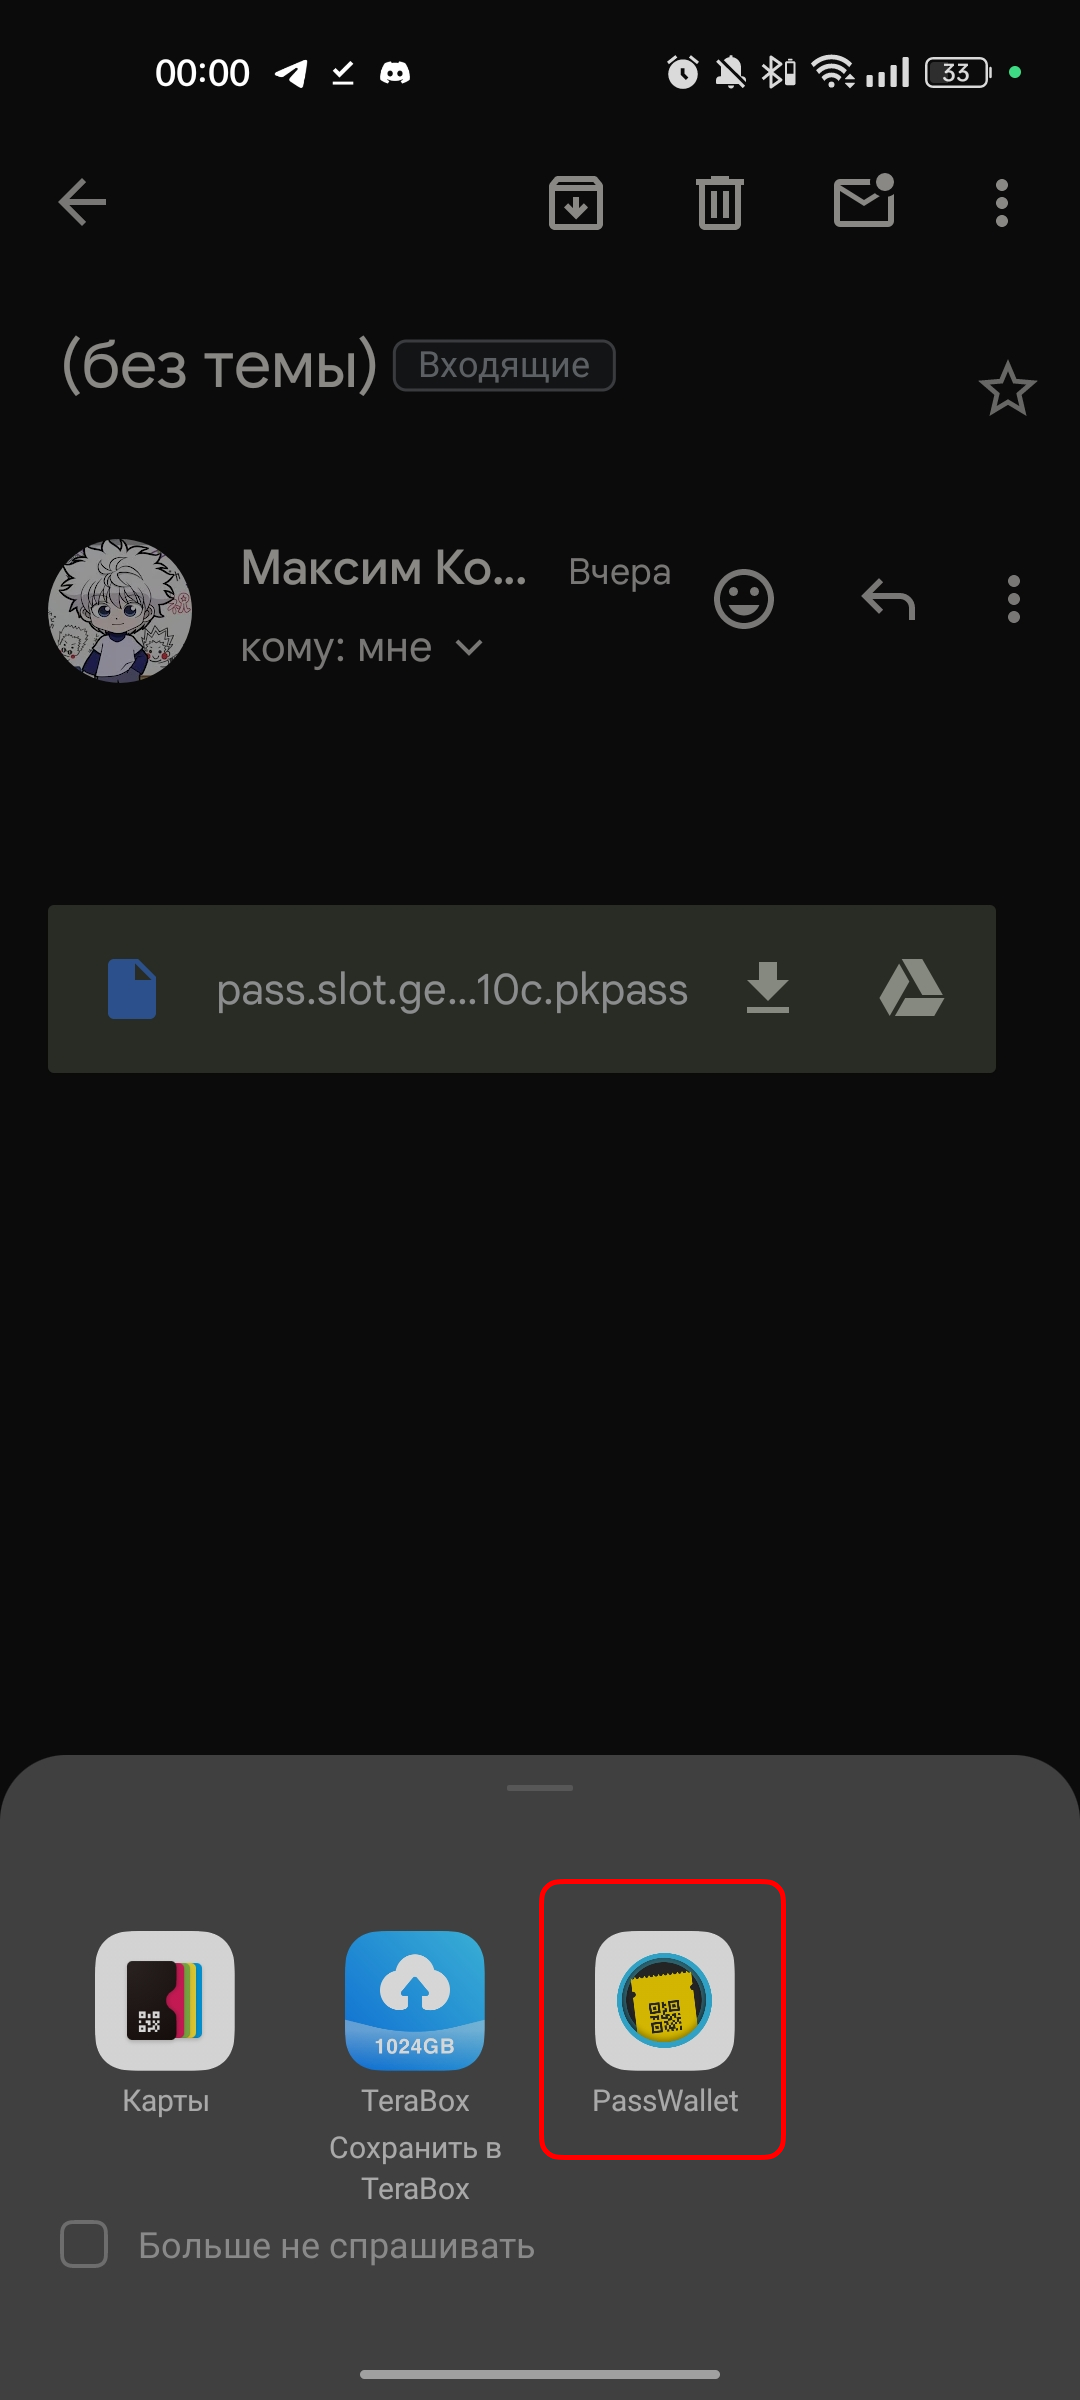 00:00
33
(без темы) Входящие
Максим Ко... Вчера
кому: мне
pass.slot.ge...10c.pkpass
1024GB
Карты
TeraBox
Сохранить в
TeraBox
PassWallet
Больше не спрашивать